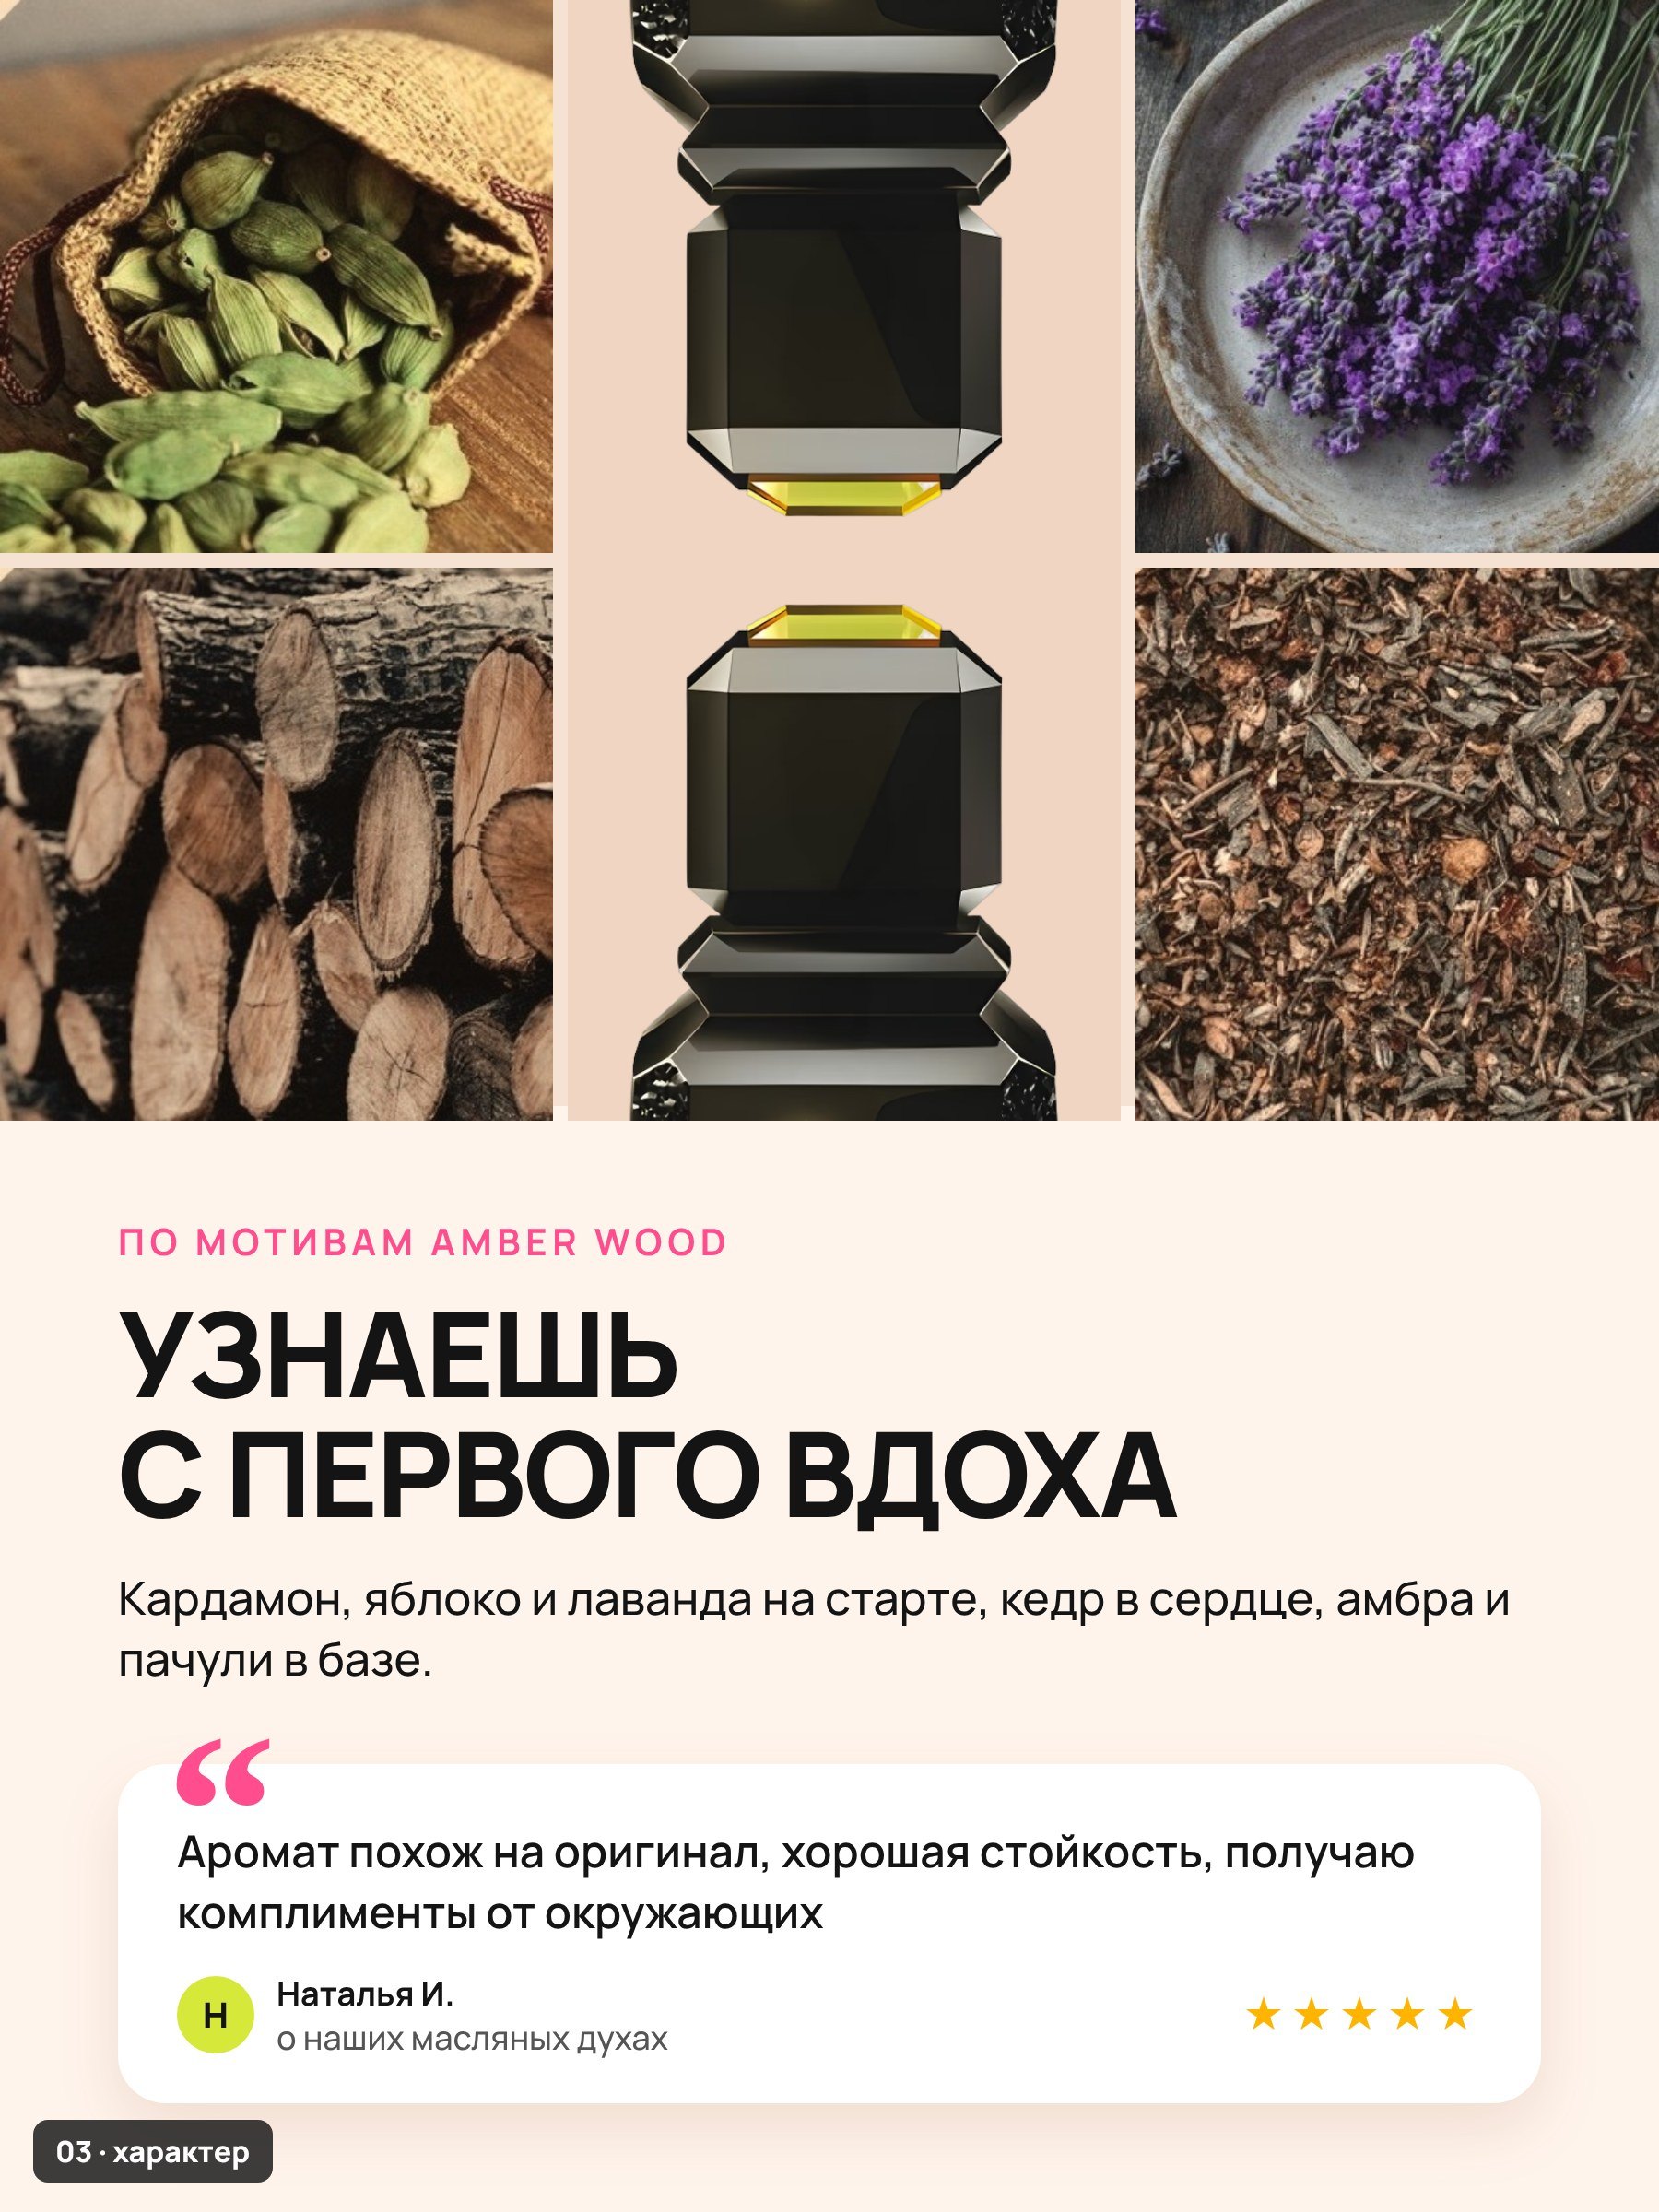 ПО МОТИВАМ AMBER WOOD
УЗНАЕШЬ
С ПЕРВОГО ВДОХА
Кардамон, яблоко и лаванда на старте, кедр в сердце, амбра и
пачули в базе.
“
Аромат похож на оригинал, хорошая стойкость, получаю
комплименты от окружающих
Н
Наталья И.
о наших масляных духах
★★★★★
03 · характер